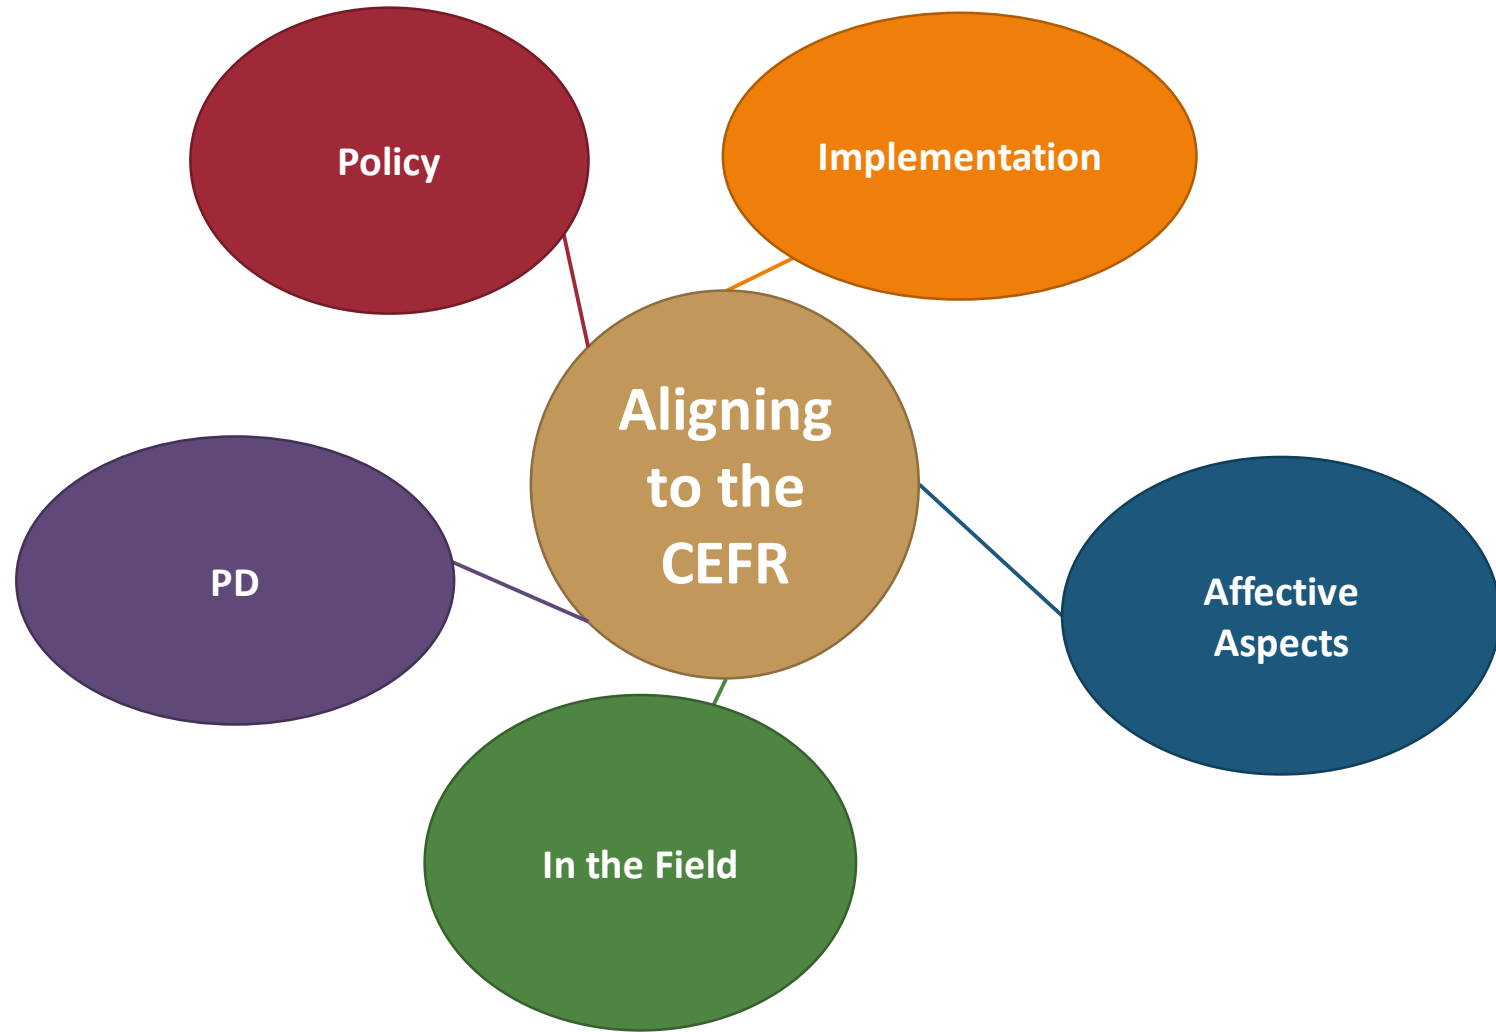 Policy
Implementation
Aligning
to the
CEFR
PD
Affective
Aspects
In the Field